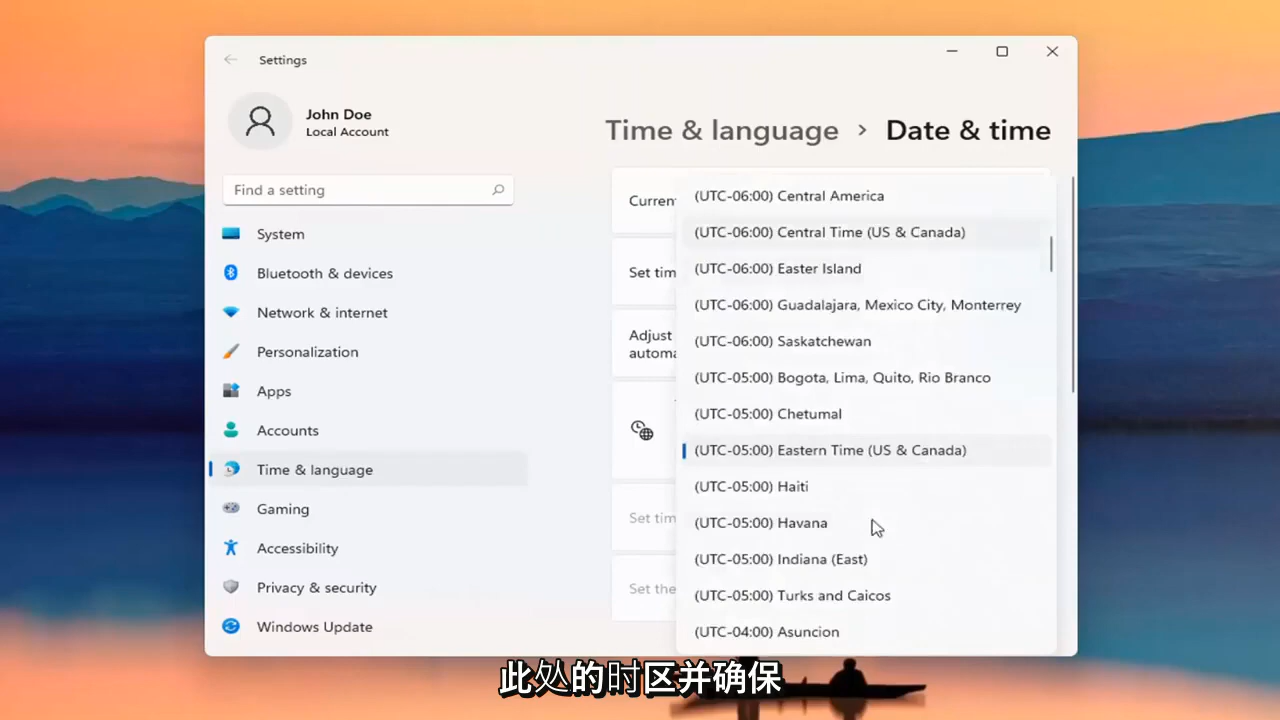 Settings
John Doe
Local Account
Time & language > Date & time
Find a setting
System
Bluetooth & devices
Network & internet
Personalization
Apps
Accounts
Time & language
Gaming
Accessibility
Privacy & security
Windows Update
Curren
Set tim
Adjust
automa
Set tim
Set the
(UTC-06:00) Central America
(UTC-06:00) Central Time (US & Canada)
(UTC-06:00) Easter Island
(UTC-06:00) Guadalajara, Mexico City, Monterrey
(UTC-06:00) Saskatchewan
(UTC-05:00) Bogota, Lima, Quito, Rio Branco
(UTC-05:00) Chetumal
(UTC-05:00) Eastern Time (US & Canada)
(UTC-05:00) Haiti
(UTC-05:00) Havana
(UTC-05:00) Indiana (East)
(UTC-05:00) Turks and Caicos
(UTC-04:00) Asuncion
此处的时区并确保